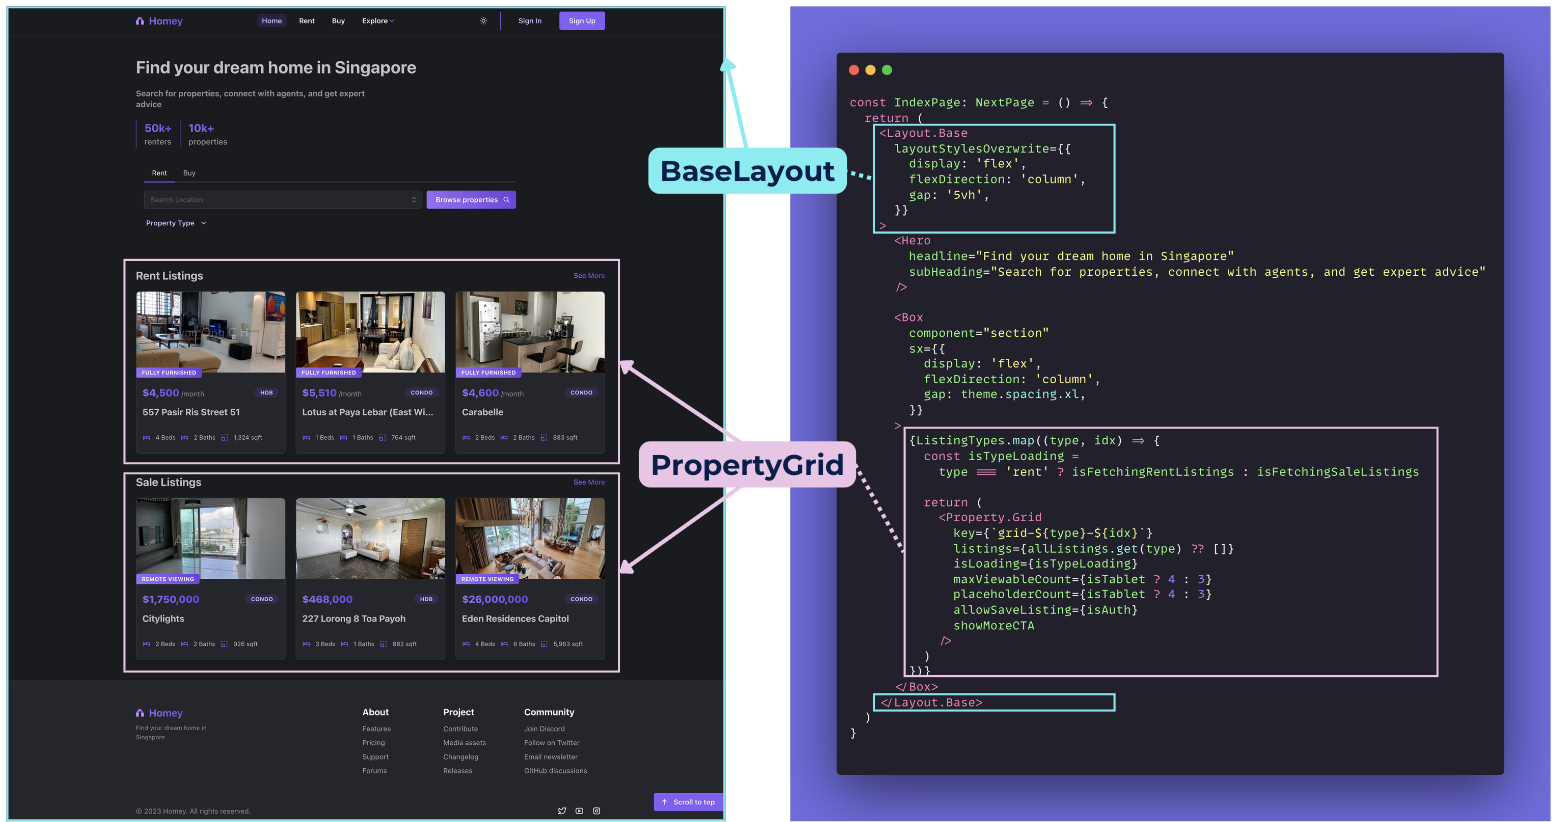 Homey
Home Rent Buy Explore
Sign In Sign Up
Find your dream home in Singapore
Search for properties, connect with agents, and get expert
advice
50k+ 10k+
renters properties
Rent Buy
Search Location
Browse properties
Property Type
Rent Listings See More
FULLY FURNISHED FULLY FURNISHED FULLY FURNISHED
$4,500 /month HDB $5,510 /month CONDO $4,600 /month CONDO
557 Pasir Ris Street 51 Lotus at Paya Lebar (East Wi... Carabelle
4 Beds 2 Baths 1,324 sqft 1 Beds 1 Baths 764 sqft 2 Beds 2 Baths 883 sqft
Sale Listings See More
REMOTE VIEWING REMOTE VIEWING
$1,750,000 CONDO $468,000 HDB $26,000,000 CONDO
Citylights 227 Lorong 8 Toa Payoh Eden Residences Capitol
2 Beds 2 Baths 926 sqft 3 Beds 1 Baths 882 sqft 4 Beds 6 Baths 5,963 sqft
Homey
Find your dream home in
Singapore
About Project Community
Features Contribute Join Discord
Pricing Media assets Follow on Twitter
Support Changelog Email newsletter
Forums Releases GitHub discussions
Scroll to top
© 2023 Homey. All rights reserved.
BaseLayout
PropertyGrid
const IndexPage: NextPage = () => {
return (
<Layout.Base
layoutStylesOverwrite={{
display: 'flex',
flexDirection: 'column',
gap: '5vh',
}}
>
<Hero
headline="Find your dream home in Singapore"
subHeading="Search for properties, connect with agents, and get expert advice"
/>
<Box
component="section"
sx={{
display: 'flex',
flexDirection: 'column',
gap: theme.spacing.xl,
}}
>
{ListingTypes.map((type, idx) => {
const isTypeLoading =
type === 'rent' ? isFetchingRentListings : isFetchingSaleListings
return (
<Property.Grid
key={`grid-${type}-${idx}`}
listings={allListings.get(type) ?? []}
isLoading={isTypeLoading}
maxViewableCount={isTablet ? 4 : 3}
placeholderCount={isTablet ? 4 : 3}
allowSaveListing={isAuth}
showMoreCTA
/>
)
})}
</Box>
</Layout.Base>
)
}